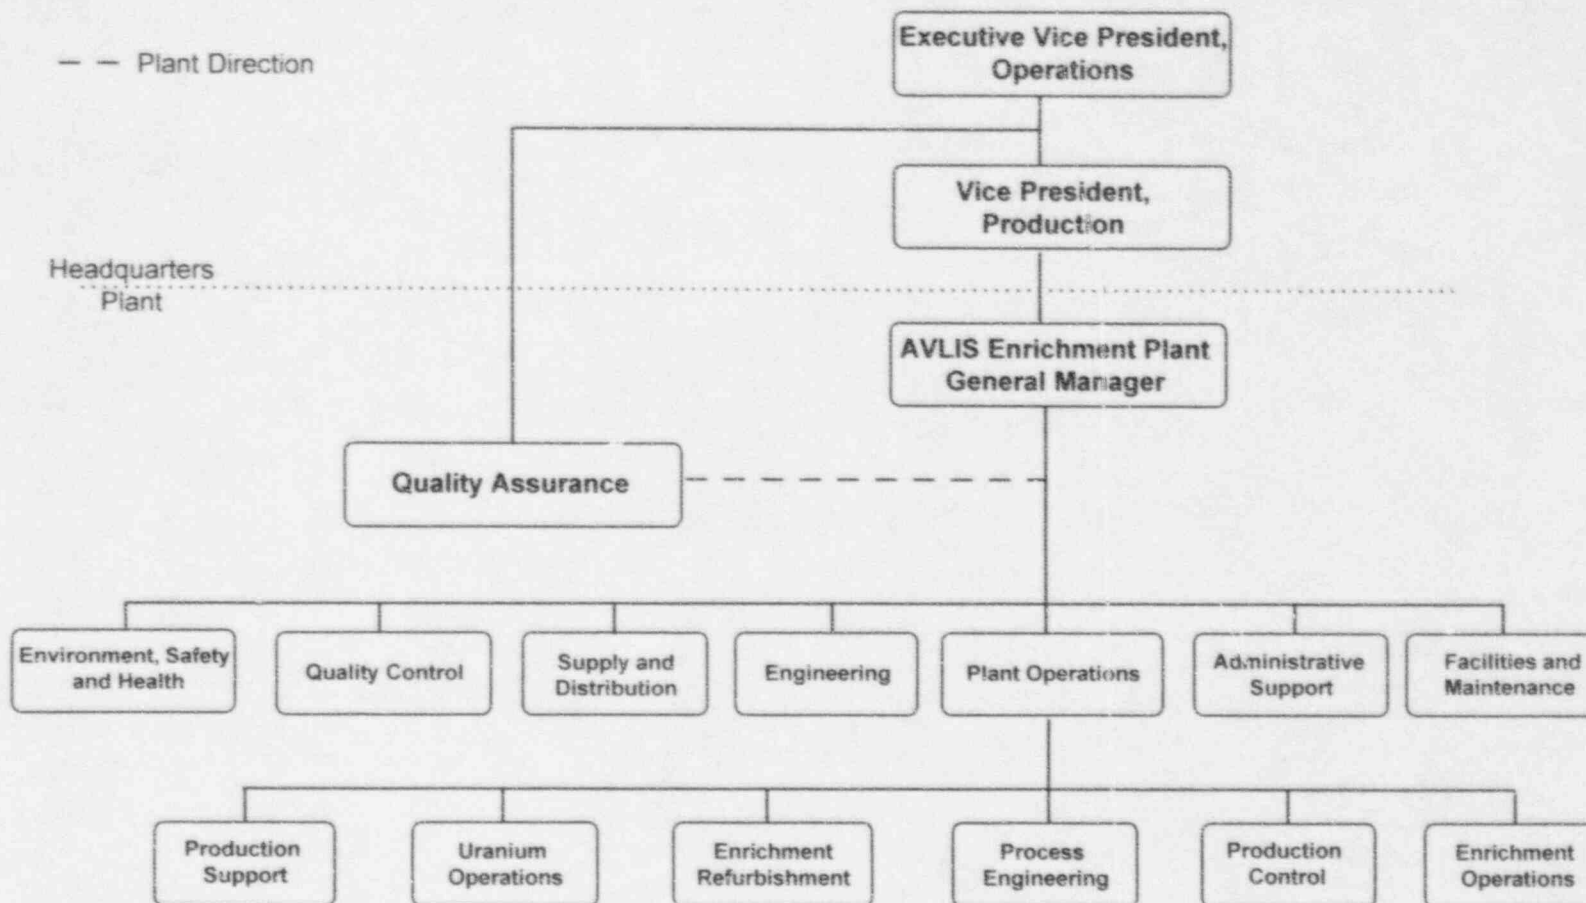 Executive Vice President,
Operations
— — Plant Direction
Vice President,
Production
Headquarters
Plant
AVLIS Enrichment Plant
General Manager
Quality Assurance
Environment, Safety
and Health
Quality Control
Supply and
Distribution
Engineering
Plant Operations
Administrative
Support
Facilities and
Maintenance
Production
Support
Uranium
Operations
Enrichment
Refurbishment
Process
Engineering
Production
Control
Enrichment
Operations